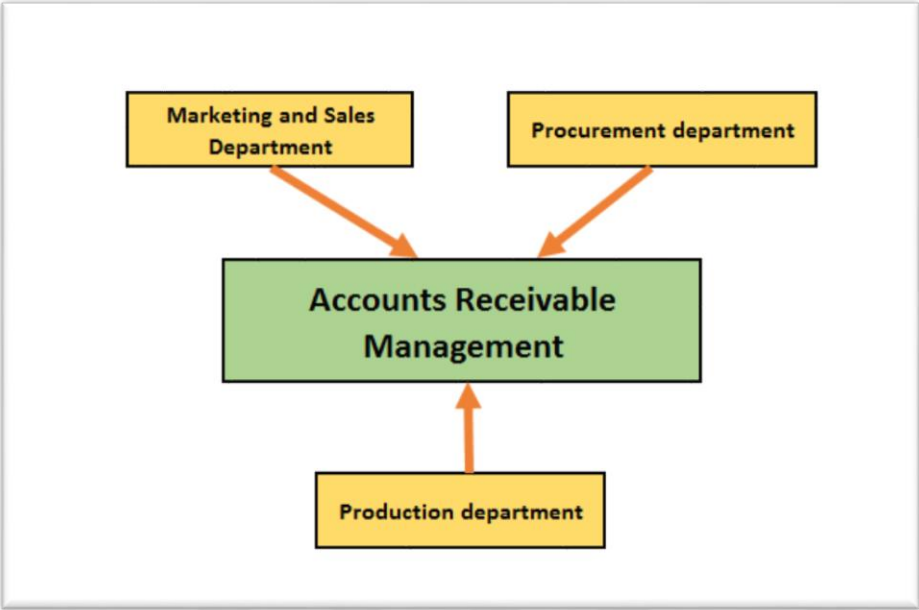 Marketing and Sales
Department
Procurement department
Accounts Receivable
Management
Production department